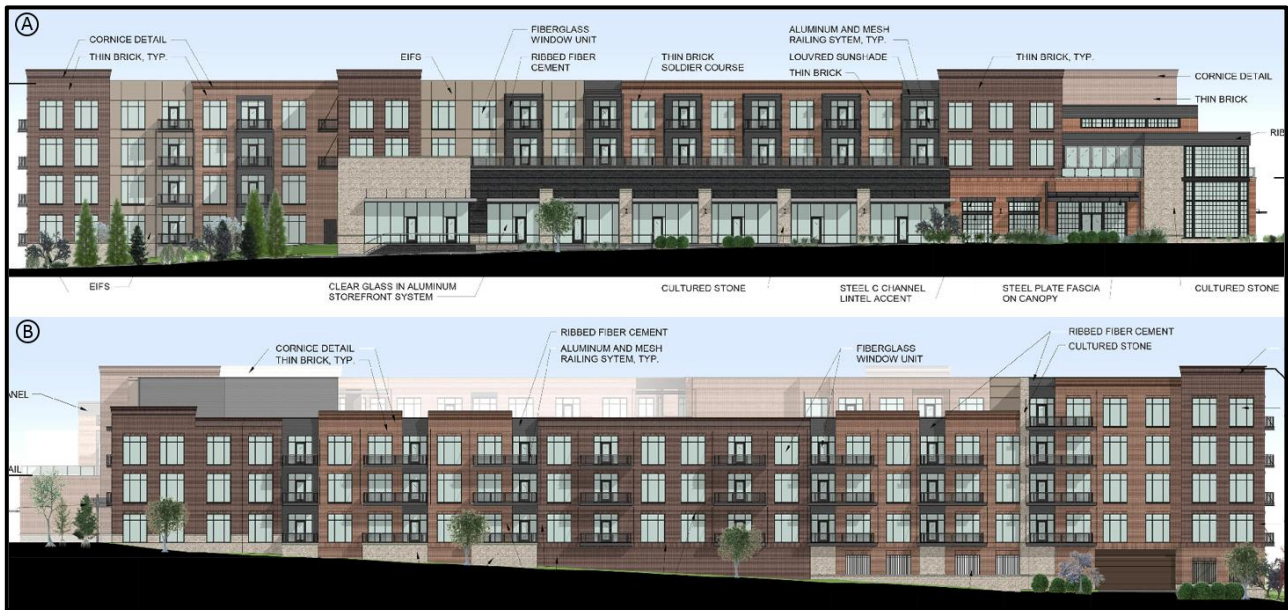 A
CORNICE DETAIL
THIN BRICK, TYP.
EIFS
FIBERGLASS
WINDOW UNIT
RIBBED FIBER
CEMENT
THIN BRICK
SOLDIER COURSE
ALUMINUM AND MESH
RAILING SYTEM, TYP.
LOUVRED SUNSHADE
THIN BRICK
THIN BRICK, TYP.
CORNICE DETAIL
THIN BRICK
RIB
EIFS
CLEAR GLASS IN ALUMINUM
STOREFRONT SYSTEM
CULTURED STONE
STEEL C CHANNEL
LINTEL ACCENT
STEEL PLATE FASCIA
ON CANOPY
CULTURED STONE
B
CORNICE DETAIL
THIN BRICK, TYP.
RIBBED FIBER CEMENT
ALUMINUM AND MESH
RAILING SYTEM, TYP.
FIBERGLASS
WINDOW UNIT
RIBBED FIBER CEMENT
CULTURED STONE
ANEL
AIL